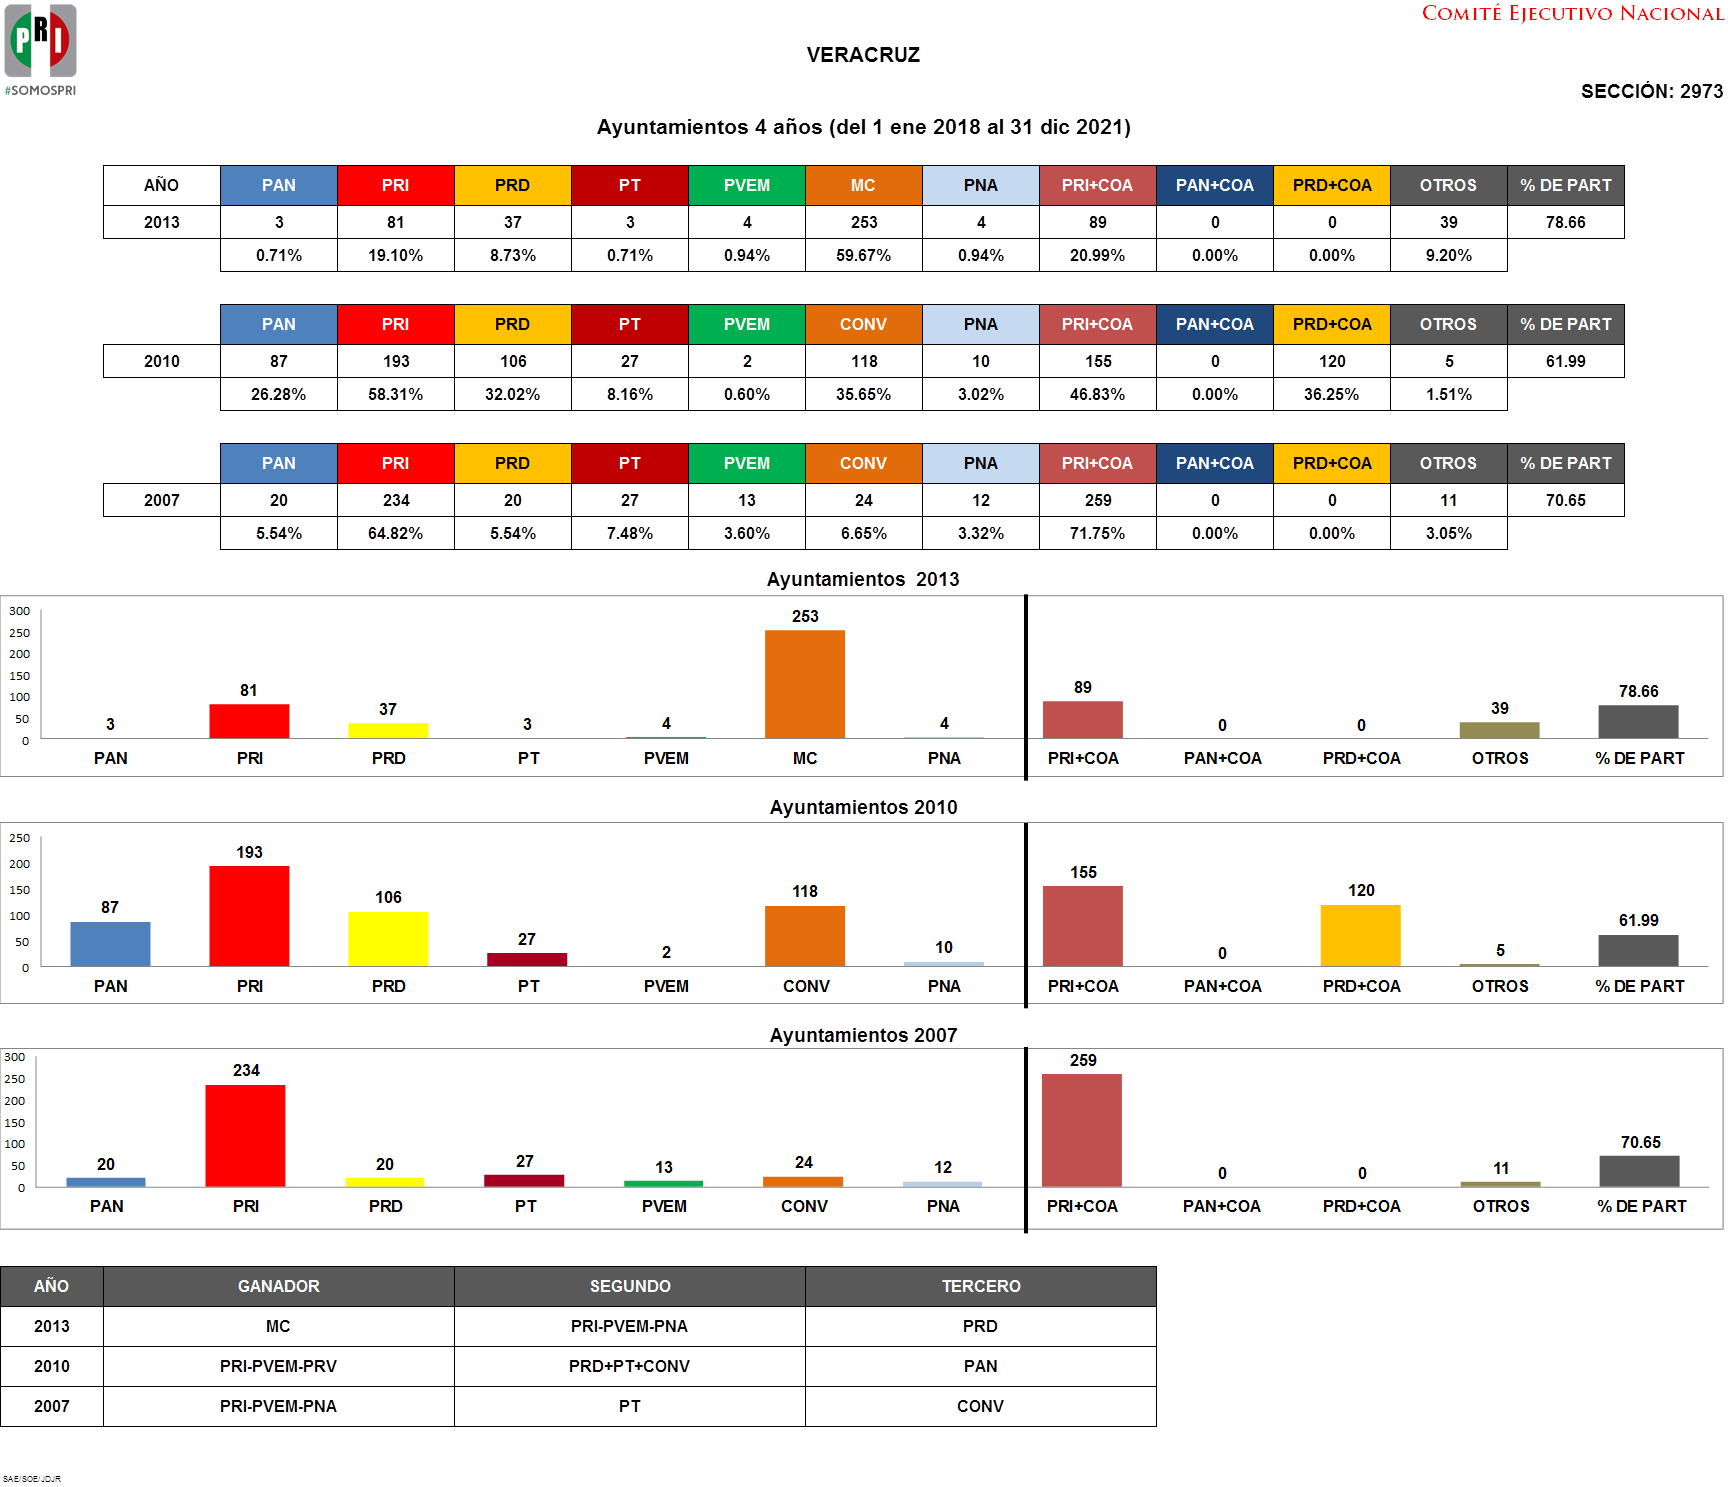 PRI
#SOMOSPRI
COMITÉ EJECUTIVO NACIONAL
VERACRUZ
SECCIÓN: 2973
Ayuntamientos 4 años (del 1 ene 2018 al 31 dic 2021)
AÑO PAN PRI PRD PT PVEM MC PNA PRI+COA PAN+COA PRD+COA OTROS % DE PART
2013 3 81 37 3 4 253 4 89 0 0 39 78.66
0.71% 19.10% 8.73% 0.71% 0.94% 59.67% 0.94% 20.99% 0.00% 0.00% 9.20%
PAN PRI PRD PT PVEM CONV PNA PRI+COA PAN+COA PRD+COA OTROS % DE PART
2010 87 193 106 27 2 118 10 155 0 120 5 61.99
26.28% 58.31% 32.02% 8.16% 0.60% 35.65% 3.02% 46.83% 0.00% 36.25% 1.51%
PAN PRI PRD PT PVEM CONV PNA PRI+COA PAN+COA PRD+COA OTROS % DE PART
2007 20 234 20 27 13 24 12 259 0 0 11 70.65
5.54% 64.82% 5.54% 7.48% 3.60% 6.65% 3.32% 71.75% 0.00% 0.00% 3.05%
Ayuntamientos 2013
300
250
200
150
100
50
0
3 81 37 3 4 253 4 89 0 0 39 78.66
PAN PRI PRD PT PVEM MC PNA PRI+COA PAN+COA PRD+COA OTROS % DE PART
Ayuntamientos 2010
250
200
150
100
50
0
87 193 106 27 2 118 10 155 0 120 5 61.99
PAN PRI PRD PT PVEM CONV PNA PRI+COA PAN+COA PRD+COA OTROS % DE PART
Ayuntamientos 2007
300
250
200
150
100
50
0
20 234 20 27 13 24 12 259 0 0 11 70.65
PAN PRI PRD PT PVEM CONV PNA PRI+COA PAN+COA PRD+COA OTROS % DE PART
AÑO GANADOR SEGUNDO TERCERO
2013 MC PRI-PVEM-PNA PRD
2010 PRI-PVEM-PRV PRD+PT+CONV PAN
2007 PRI-PVEM-PNA PT CONV
SAE/SOE/JDJR